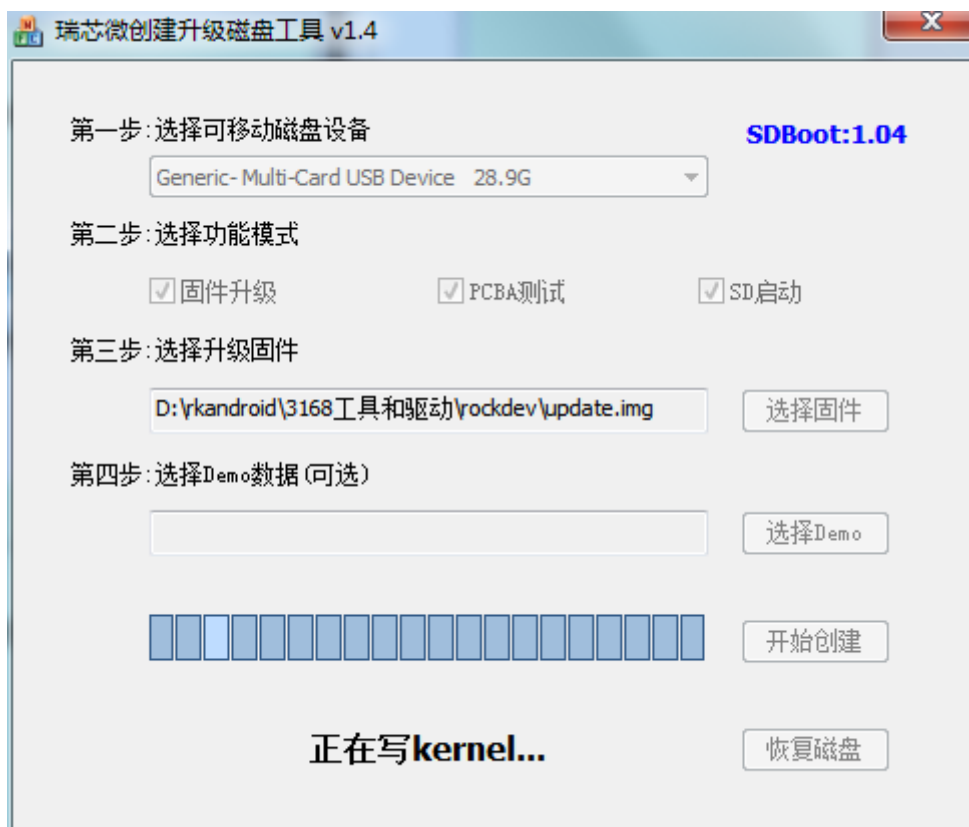 瑞芯微创建升级磁盘工具 v1.4
第一步:选择可移动磁盘设备
SDBoot:1.04
Generic- Multi-Card USB Device 28.9G
第二步:选择功能模式
固件升级 PCBA测试 SD启动
第三步:选择升级固件
D:\rkandroid\3168工具和驱动\rockdev\update.img 选择固件
第四步:选择Demo数据(可选)
选择Demo
开始创建
正在写kernel... 恢复磁盘